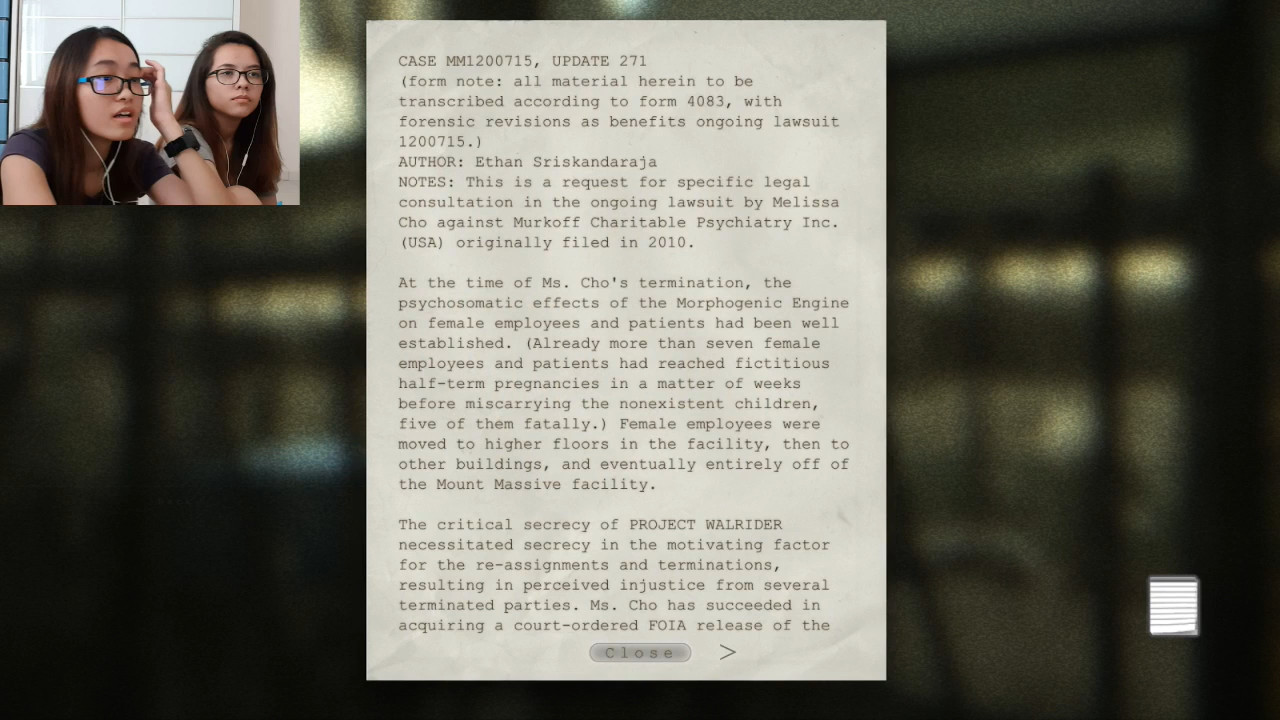 CASE MM1200715, UPDATE 271
(form note: all material herein to be
transcribed according to form 4083, with
forensic revisions as benefits ongoing lawsuit
1200715.)
AUTHOR: Ethan Sriskandaraja
NOTES: This is a request for specific legal
consultation in the ongoing lawsuit by Melissa
Cho against Murkoff Charitable Psychiatry Inc.
(USA) originally filed in 2010.
At the time of Ms. Cho's termination, the
psychosomatic effects of the Morphogenic Engine
on female employees and patients had been well
established. (Already more than seven female
employees and patients had reached fictitious
half-term pregnancies in a matter of weeks
before miscarrying the nonexistent children,
five of them fatally.) Female employees were
moved to higher floors in the facility, then to
other buildings, and eventually entirely off of
the Mount Massive facility.
The critical secrecy of PROJECT WALRIDER
necessitated secrecy in the motivating factor
for the re-assignments and terminations,
resulting in perceived injustice from several
terminated parties. Ms. Cho has succeeded in
acquiring a court-ordered FOIA release of the
Close >